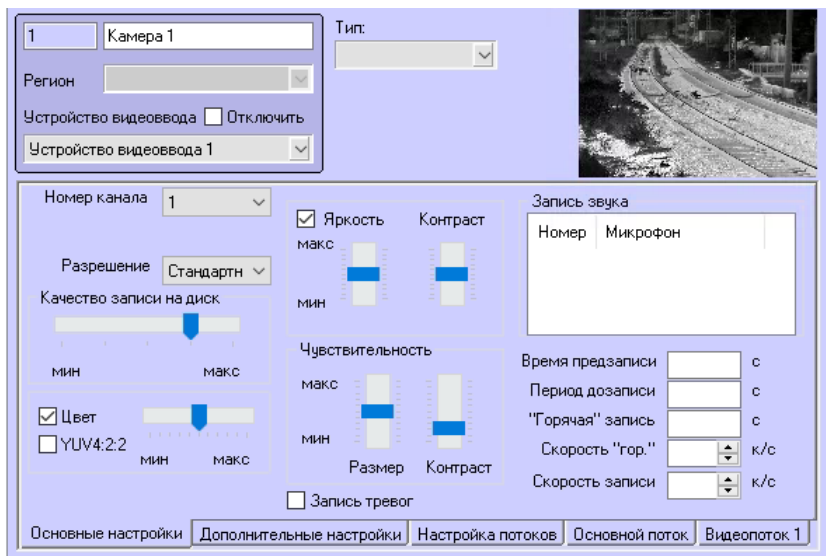 1
Камера 1
Тип:
Регион
Устройство видеоввода Отключить
Устройство видеоввода 1
Номер канала 1
Разрешение Стандартн
Качество записи на диск
мин макс
Цвет
YUV4:2:2
мин макс
Яркость Контраст
макс
мин
Чувствительность
макс
мин
Размер Контраст
Запись тревог
Запись звука
Номер Микрофон
Время предзаписи с
Период дозаписи с
"Горячая" запись с
Скорость "гор." к/с
Скорость записи к/с
Основные настройки Дополнительные настройки Настройка потоков Основной поток Видеопоток 1